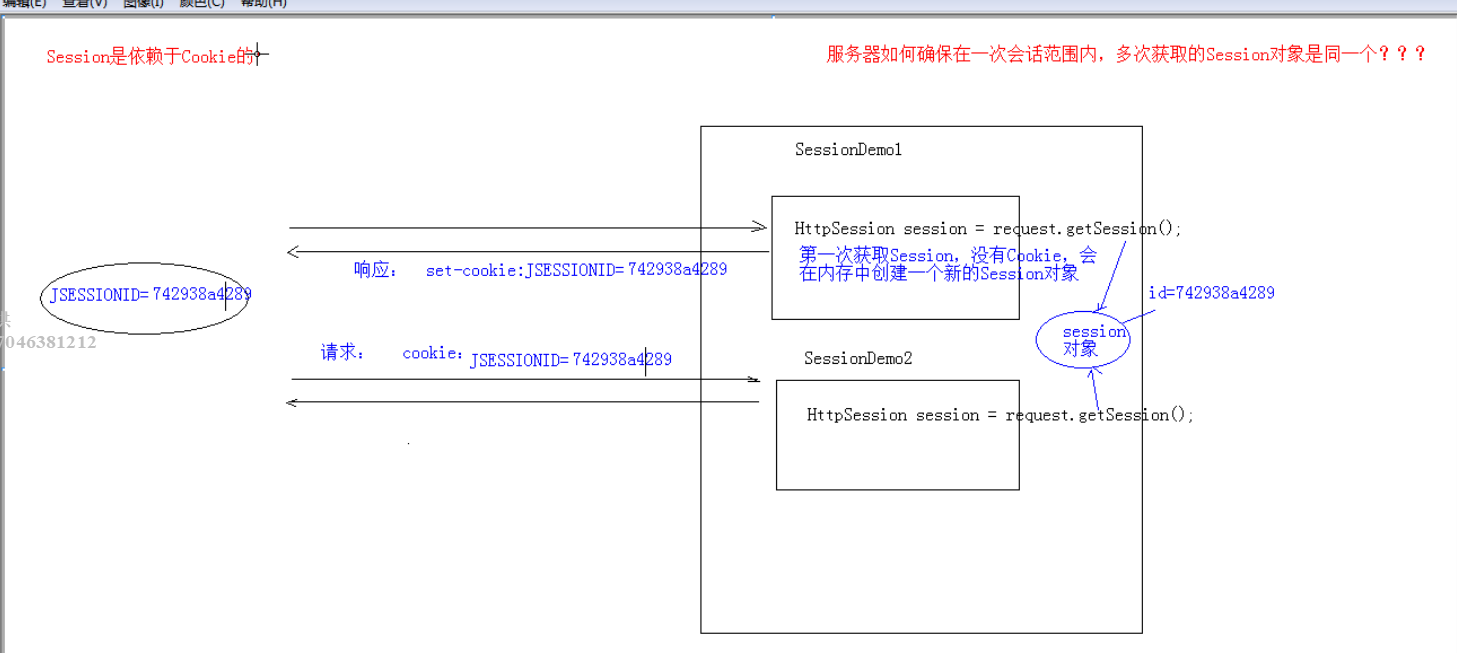 编辑(E) 查看(V) 图像(I) 颜色(C) 帮助(H)
Session是依赖于Cookie的
服务器如何确保在一次会话范围内，多次获取的Session对象是同一个？？？
SessionDemo1
HttpSession session = request.getSession();
第一次获取Session，没有Cookie，会
在内存中创建一个新的Session对象
响应： set-cookie:JSESSIONID=742938a4289
JSESSIONID=742938a4289
id=742938a4289
session
对象
7046381212
请求： cookie：JSESSIONID=742938a4289
SessionDemo2
HttpSession session = request.getSession();